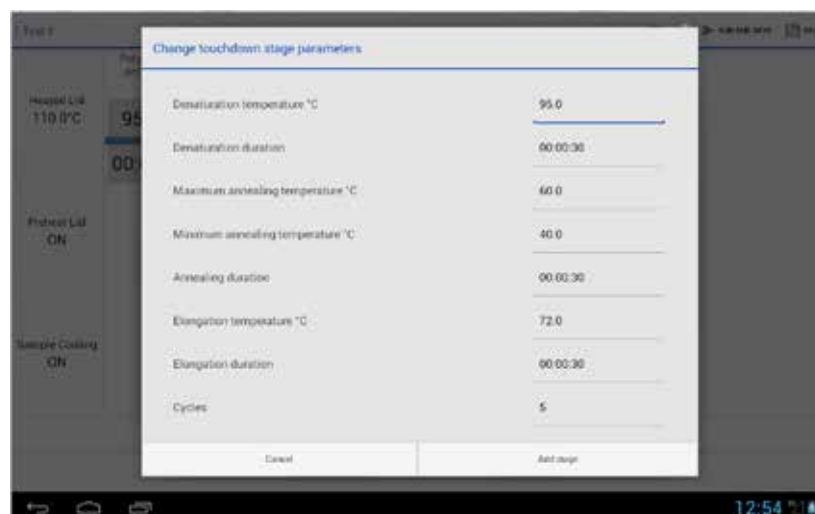 Test 1
Change touchdown stage parameters
Heated Lid
110.0°C
95
00:
Denaturation temperature °C 95.0
Denaturation duration 00:00:30
Maximum annealing temperature °C 60.0
Minimum annealing temperature °C 40.0
Preheat Lid
ON
Annealing duration 00:00:30
Elongation temperature °C 72.0
Sample Cooling
ON
Elongation duration 00:00:30
Cycles 5
Cancel Add stage
12:54